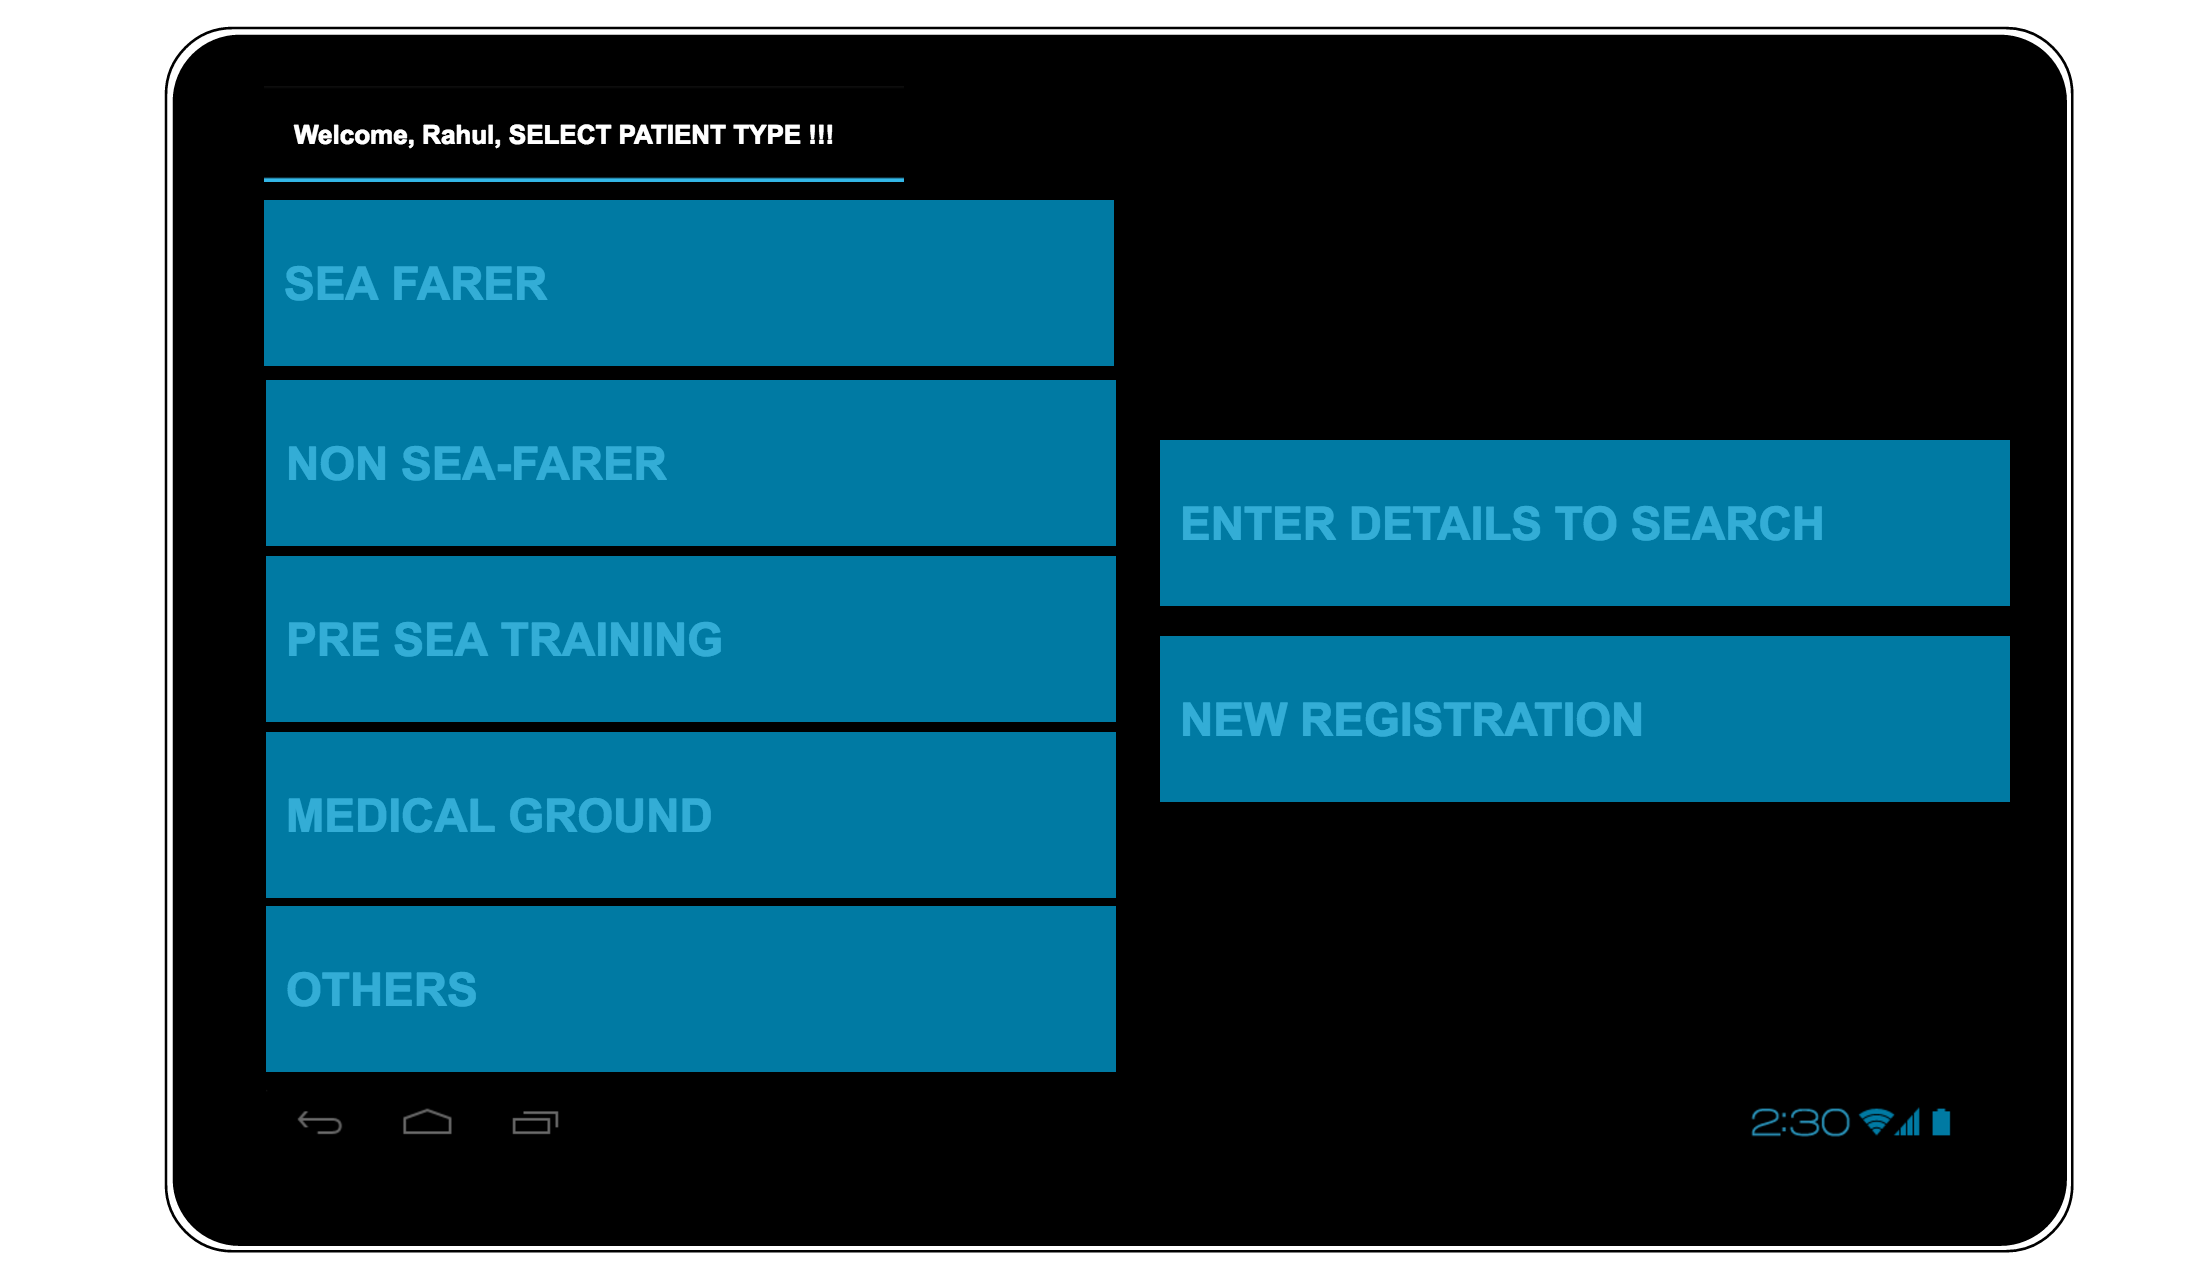 Welcome, Rahul, SELECT PATIENT TYPE !!!
SEA FARER
NON SEA-FARER
PRE SEA TRAINING
MEDICAL GROUND
OTHERS
ENTER DETAILS TO SEARCH
NEW REGISTRATION
2:30